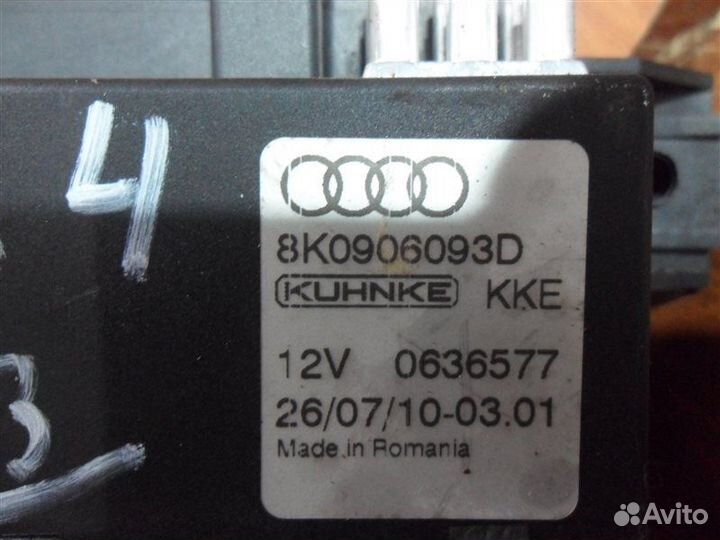 4
8K0906093D
KUHNKE KKE
12V 0636577
26/07/10-03.01
Made in Romania
3
Avito